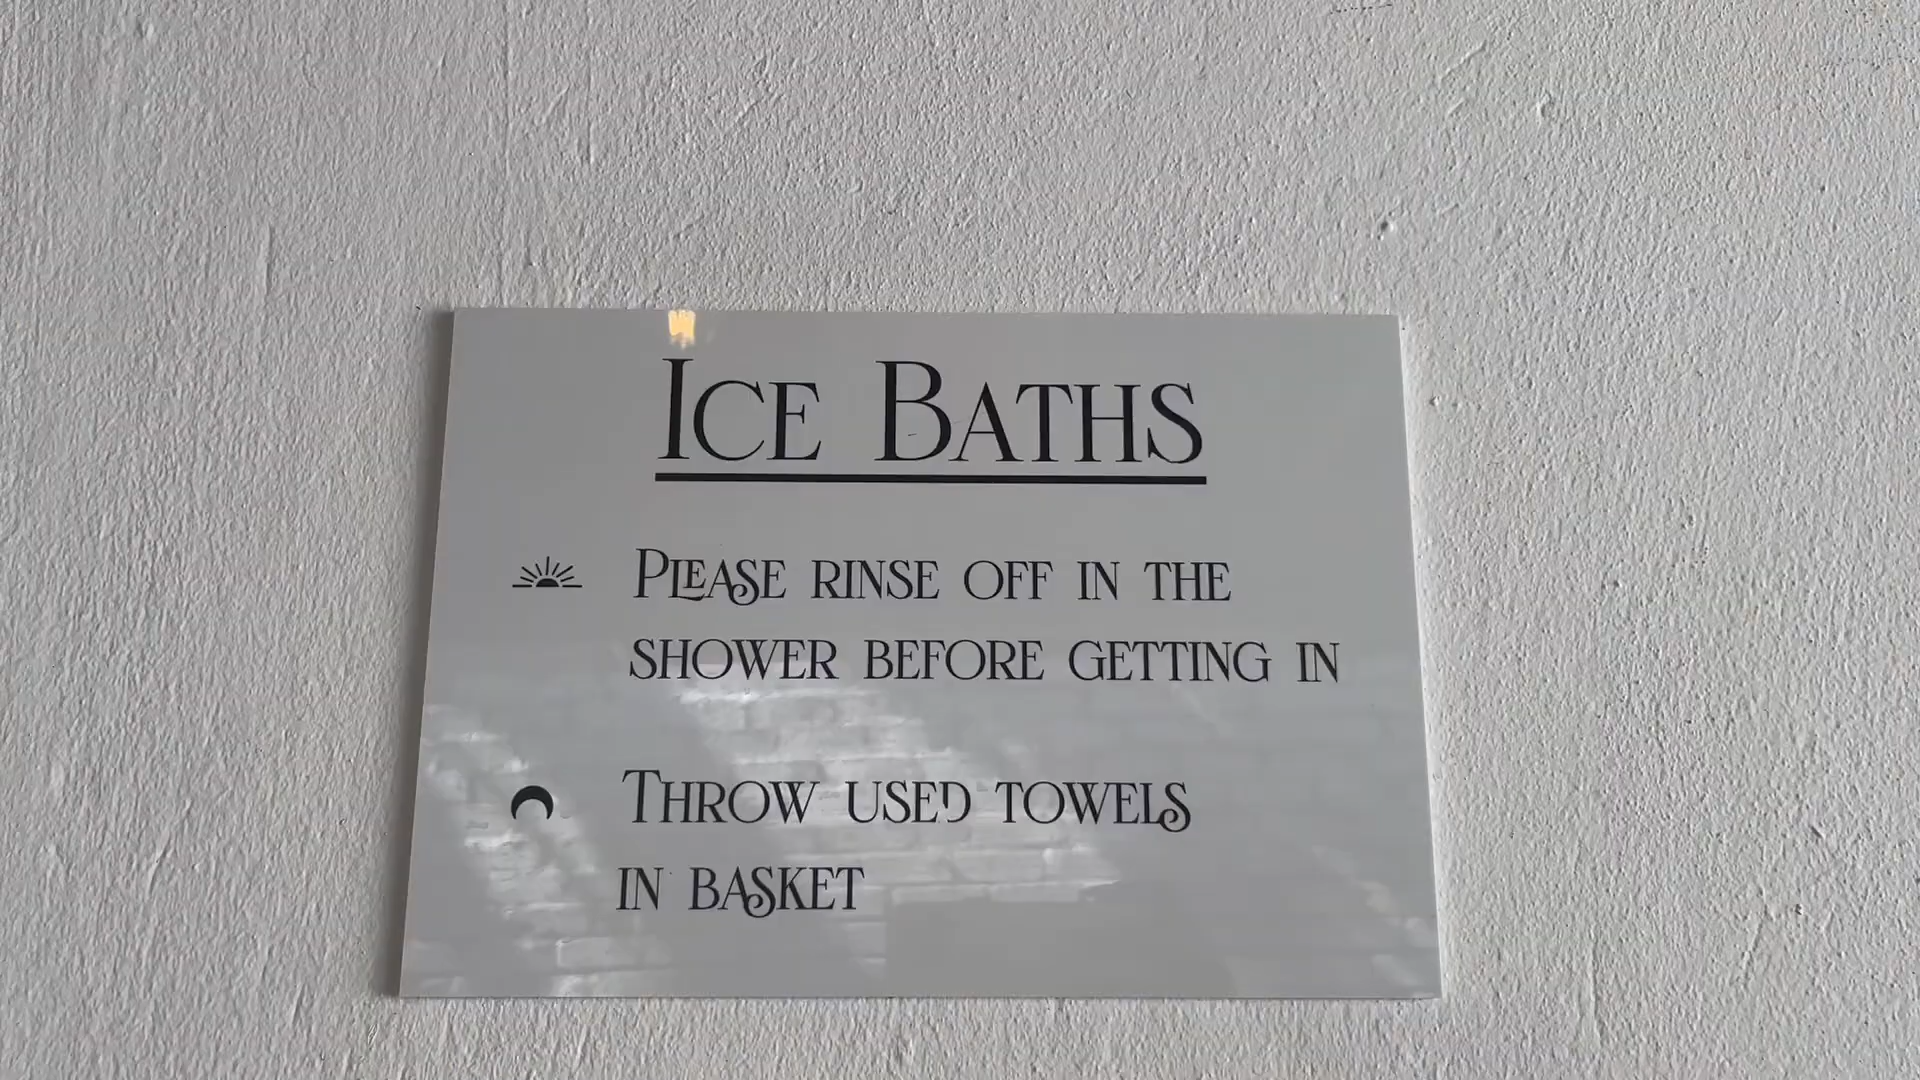 ICE BATHS
PLEASE RINSE OFF IN THE
SHOWER BEFORE GETTING IN
THROW USED TOWELS
IN BASKET